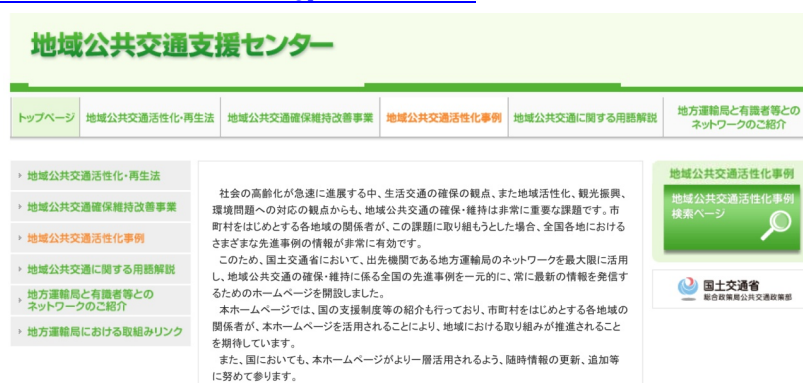 地域公共交通支援センター
トップページ
地域公共交通活性化・再生法
地域公共交通確保維持改善事業
地域公共交通活性化事例
地域公共交通に関する用語解説
地方運輸局と有識者等との
ネットワークのご紹介
地域公共交通活性化・再生法
地域公共交通確保維持改善事業
地域公共交通活性化事例
地域公共交通に関する用語解説
地方運輸局と有識者等との
ネットワークのご紹介
地方運輸局における取組みリンク
社会の高齢化が急速に進展する中、生活交通の確保の観点、また地域活性化、観光振興、
環境問題への対応の観点からも、地域公共交通の確保・維持は非常に重要な課題です。市
町村をはじめとする各地域の関係者が、この課題に取り組もうとした場合、全国各地における
さまざまな先進事例の情報が非常に有効です。
このため、国土交通省において、出先機関である地方運輸局のネットワークを最大限に活用
し、地域公共交通の確保・維持に係る全国の先進事例を一元的に、常に最新の情報を発信す
るためのホームページを開設しました。
本ホームページでは、国の支援制度等の紹介も行っており、市町村をはじめとする各地域の
関係者が、本ホームページを活用されることにより、地域における取り組みが推進されること
を期待しています。
また、国においても、本ホームページがより一層活用されるよう、随時情報の更新、追加等
に努めて参ります。
地域公共交通活性化事例
地域公共交通活性化事例
検索ページ
国土交通省
総合政策局公共交通政策部